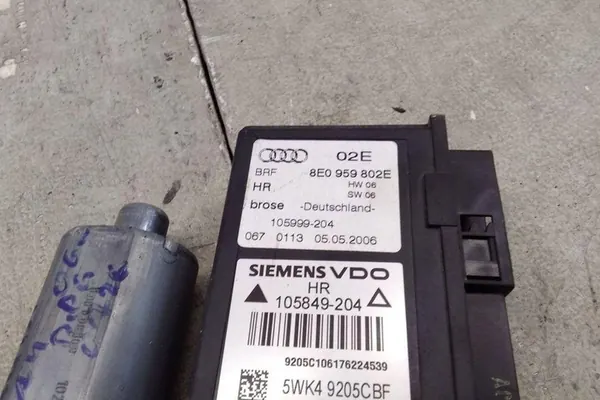 02E
BRF 8E0 959 802E
HR HW 06
SW 06
brose -Deutschland-
105999-204
067 0113 05.05.2006
SIEMENS VDO
HR
105849-204
9205C106176224539
5WK4 9205CBF